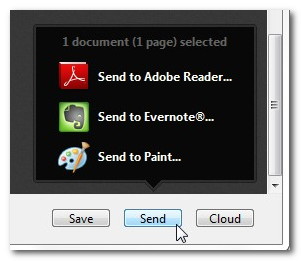 1 document (1 page) selected
Send to Adobe Reader...
Send to Evernote®...
Send to Paint...
Save Send Cloud